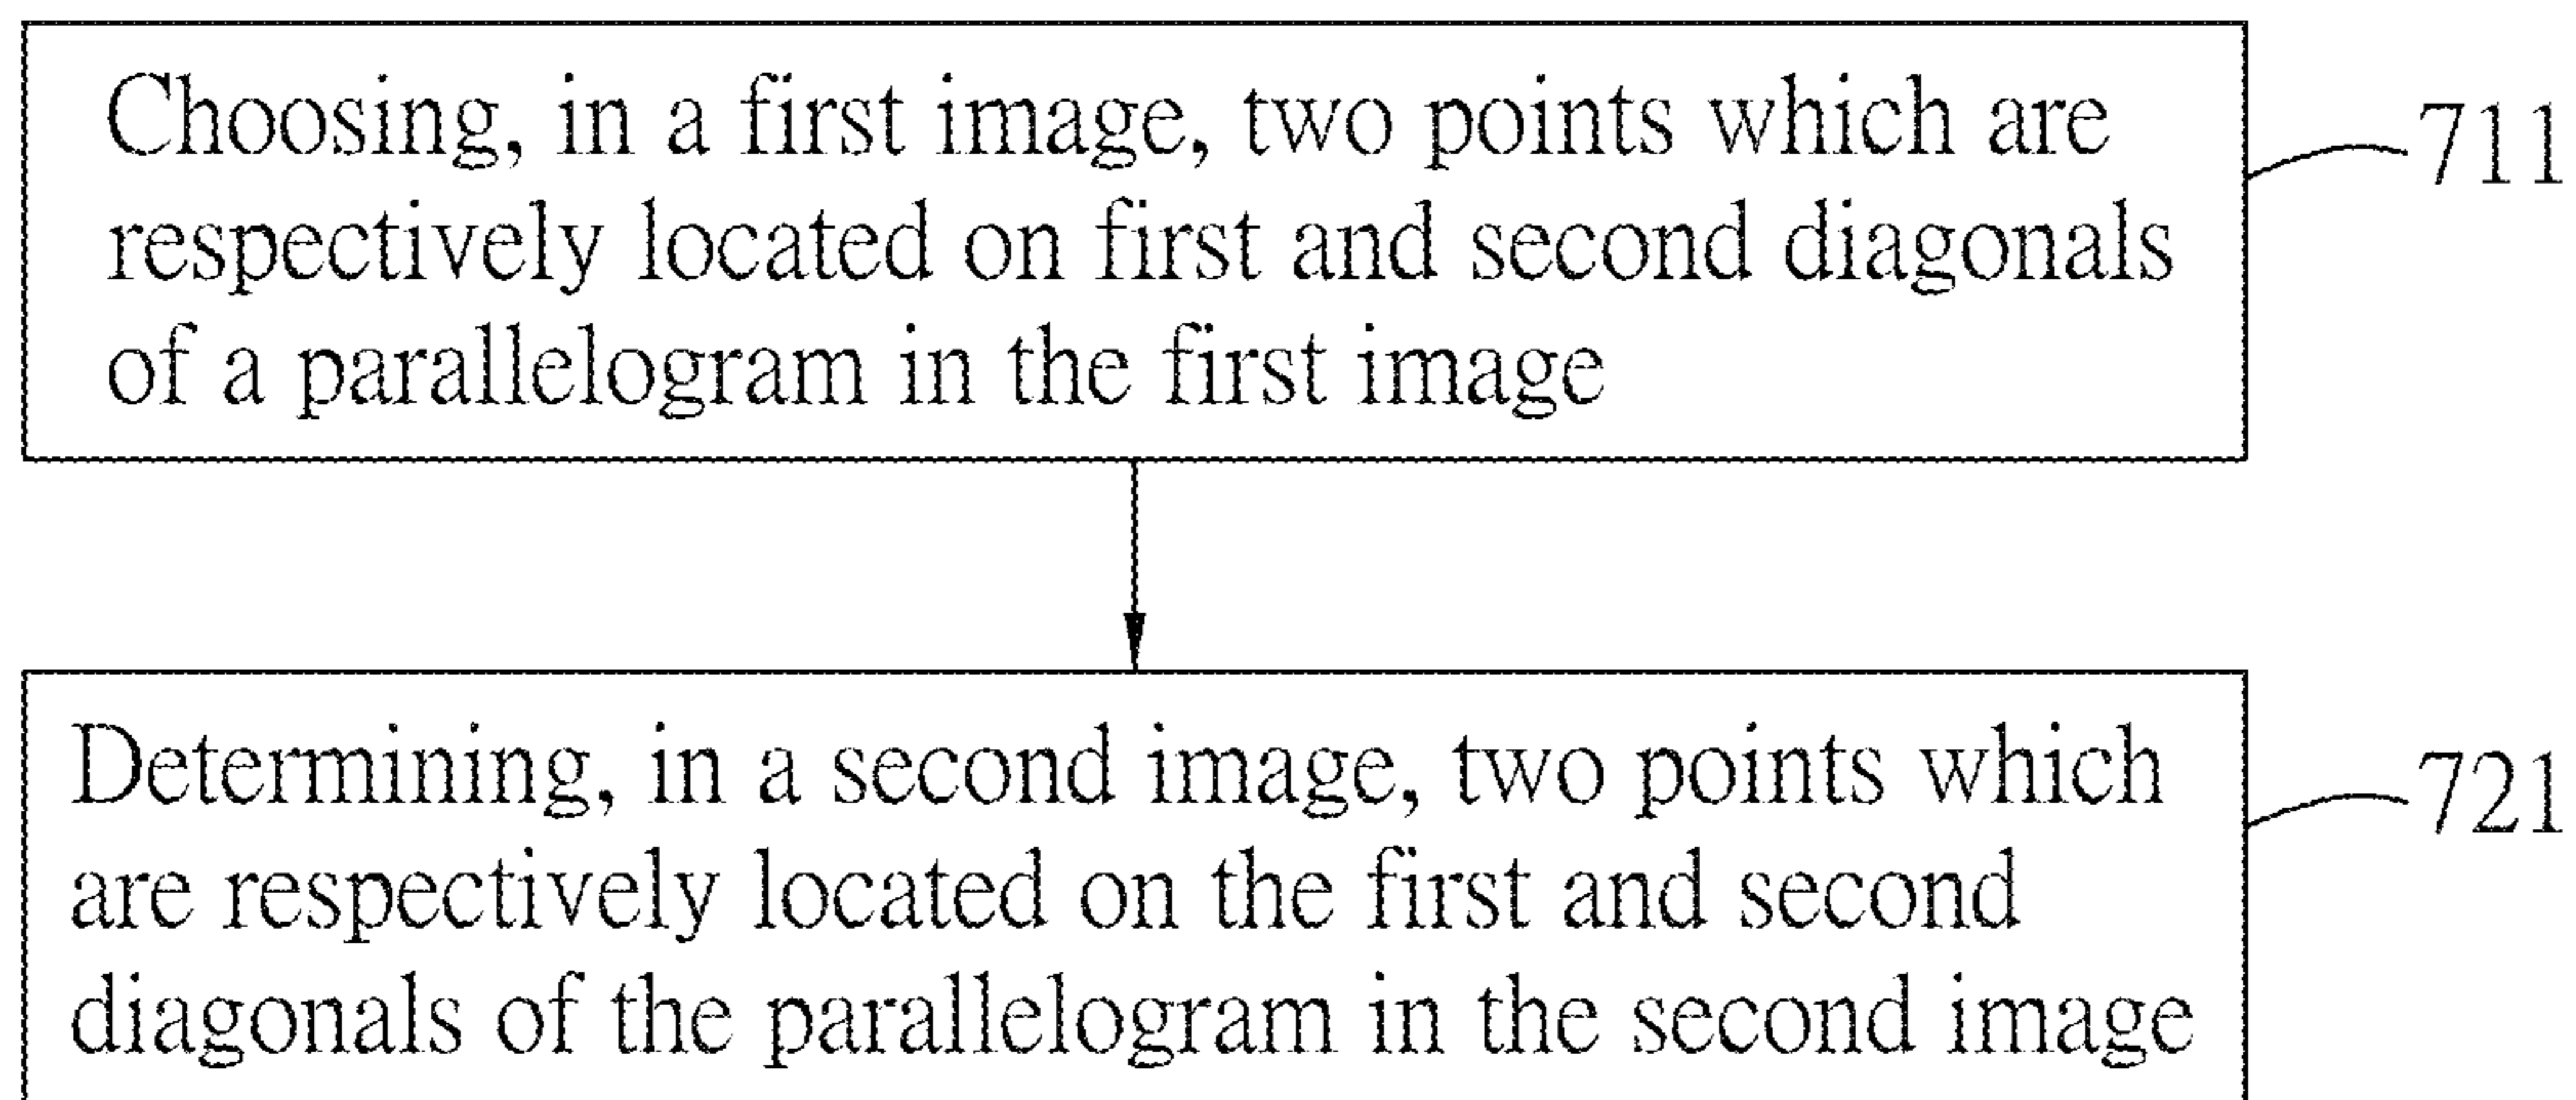 Choosing, in a first image, two points which are
711
respectively located on first and second diagonals
of a parallelogram in the first image
Determining, in a second image, two points which
721
are respectively located on the first and second
diagonals of the parallelogram in the second image